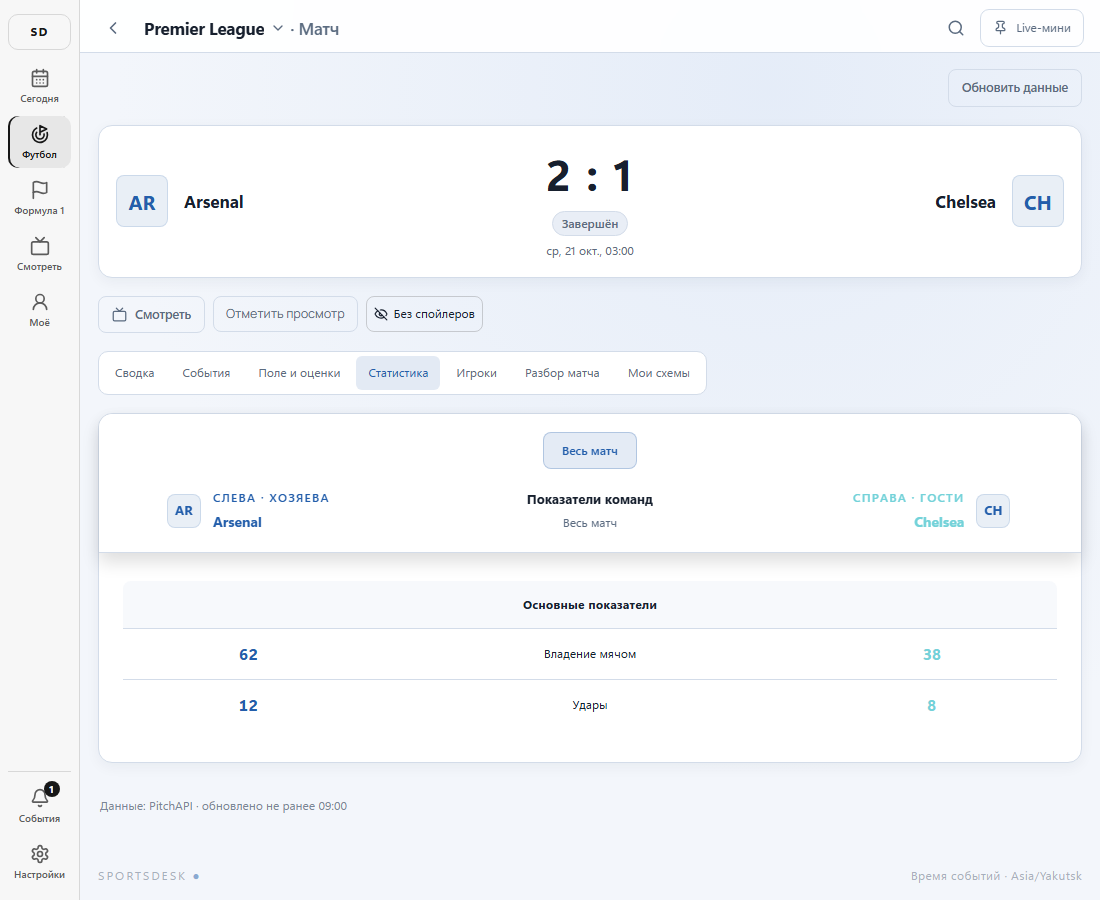 SD
Сегодня
Футбол
Формула 1
Смотреть
Моё
1
События
Настройки
Premier League · Матч
Live-мини
Обновить данные
AR Arsenal
2 : 1
Завершён
ср, 21 окт., 03:00
Chelsea CH
Смотреть
Отметить просмотр
Без спойлеров
Сводка
События
Поле и оценки
Статистика
Игроки
Разбор матча
Мои схемы
Весь матч
AR
СЛЕВА · ХОЗЯЕВА
Arsenal
Показатели команд
Весь матч
СПРАВА · ГОСТИ
Chelsea
CH
Основные показатели
62 Владение мячом 38
12 Удары 8
Данные: PitchAPI · обновлено не ранее 09:00
SPORTSDESK
Время событий · Asia/Yakutsk